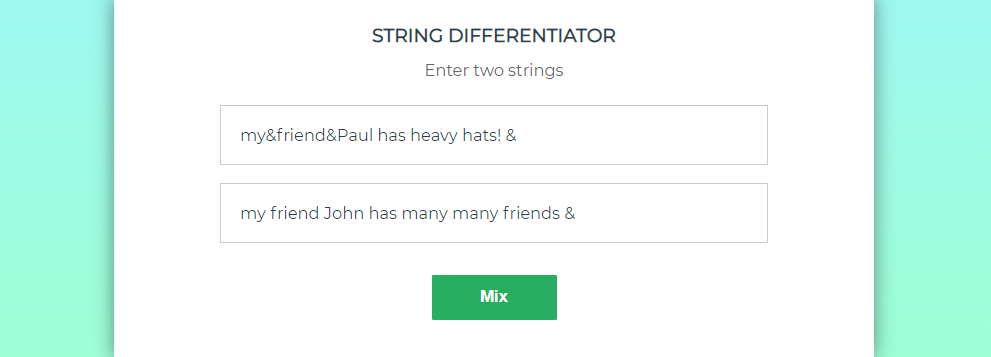 STRING DIFFERENTIATOR
Enter two strings
my&friend&Paul has heavy hats! &
my friend John has many many friends &
Mix